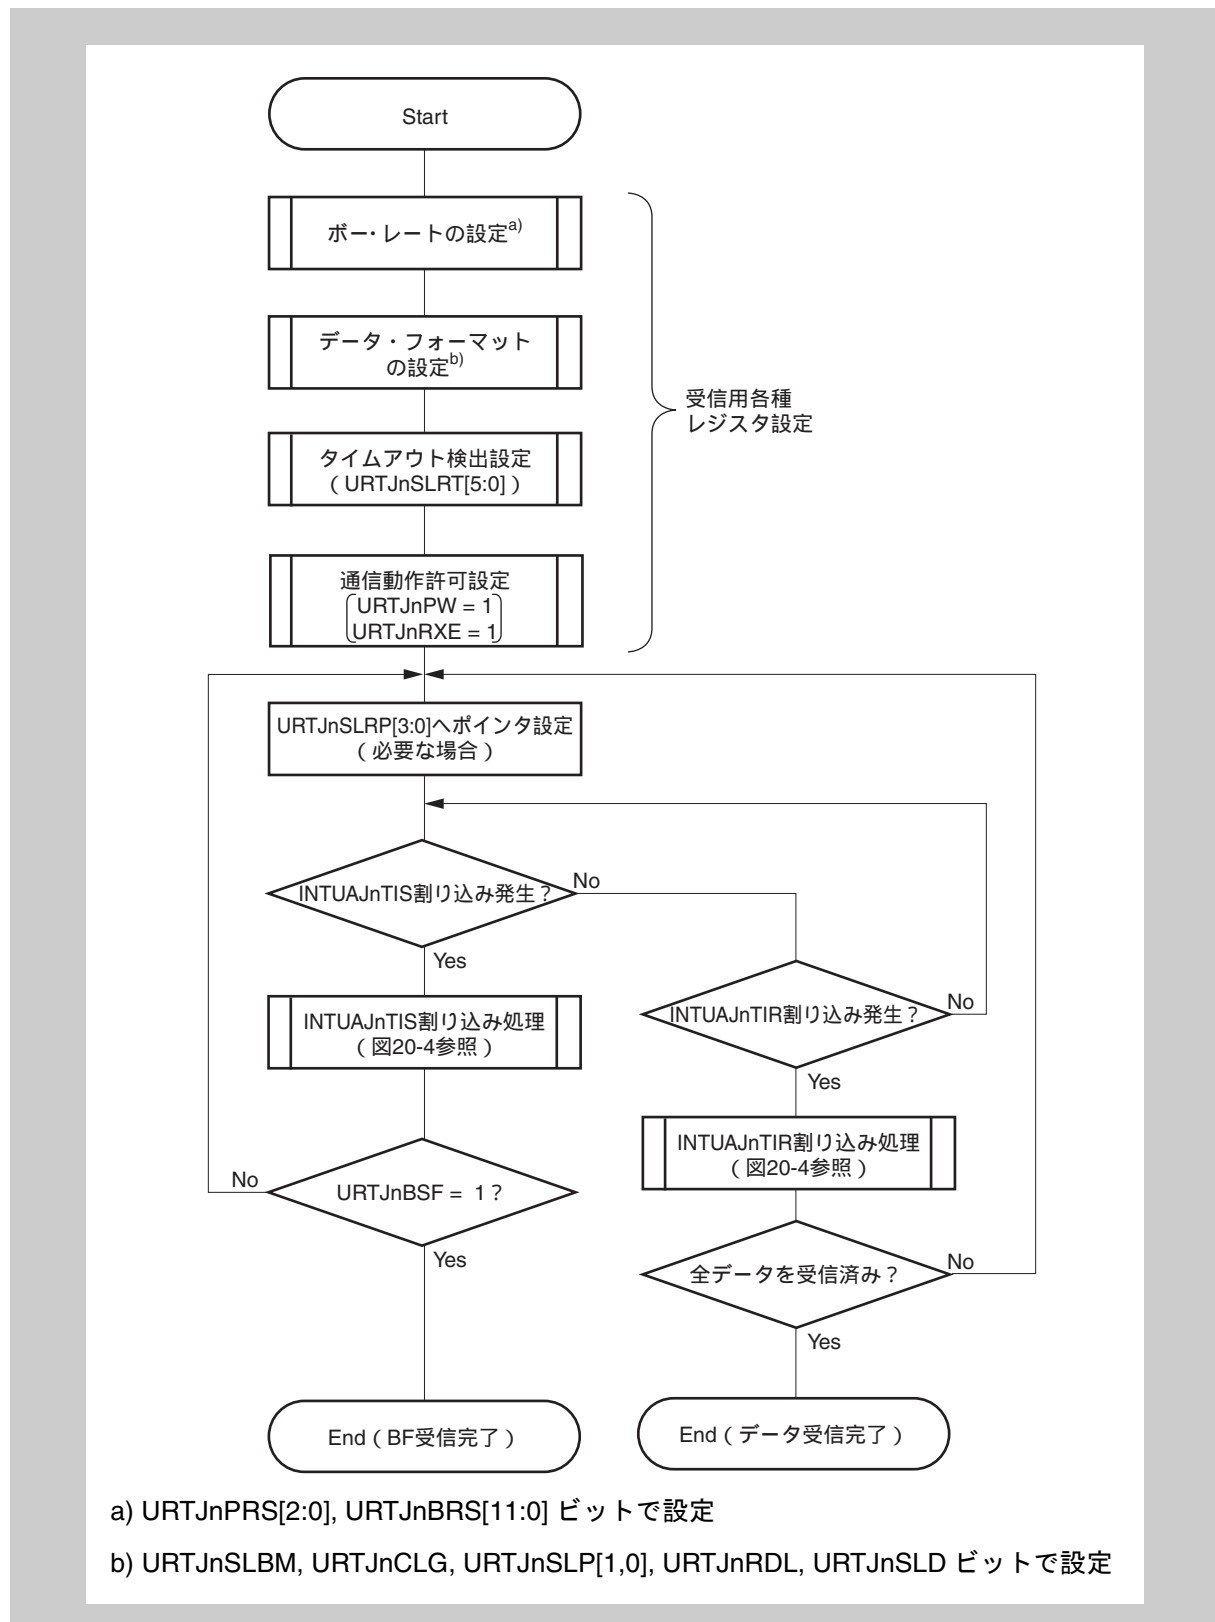 Start
ボー・レートの設定a)
データ・フォーマット
の設定b)
タイムアウト検出設定
（URTJnSLRT[5:0]）
通信動作許可設定
URTJnPW = 1
URTJnRXE = 1
受信用各種
レジスタ設定
URTJnSLRP[3:0]へポインタ設定
（必要な場合）
INTUAJnTIS割り込み発生？
No
Yes
INTUAJnTIR割り込み発生？
No
Yes
INTUAJnTIS割り込み処理
（図20-4参照）
INTUAJnTIR割り込み処理
（図20-4参照）
No
URTJnBSF = 1？
Yes
全データを受信済み？
No
Yes
End（BF受信完了）
End（データ受信完了）
a) URTJnPRS[2:0], URTJnBRS[11:0] ビットで設定
b) URTJnSLBM, URTJnCLG, URTJnSLP[1,0], URTJnRDL, URTJnSLD ビットで設定